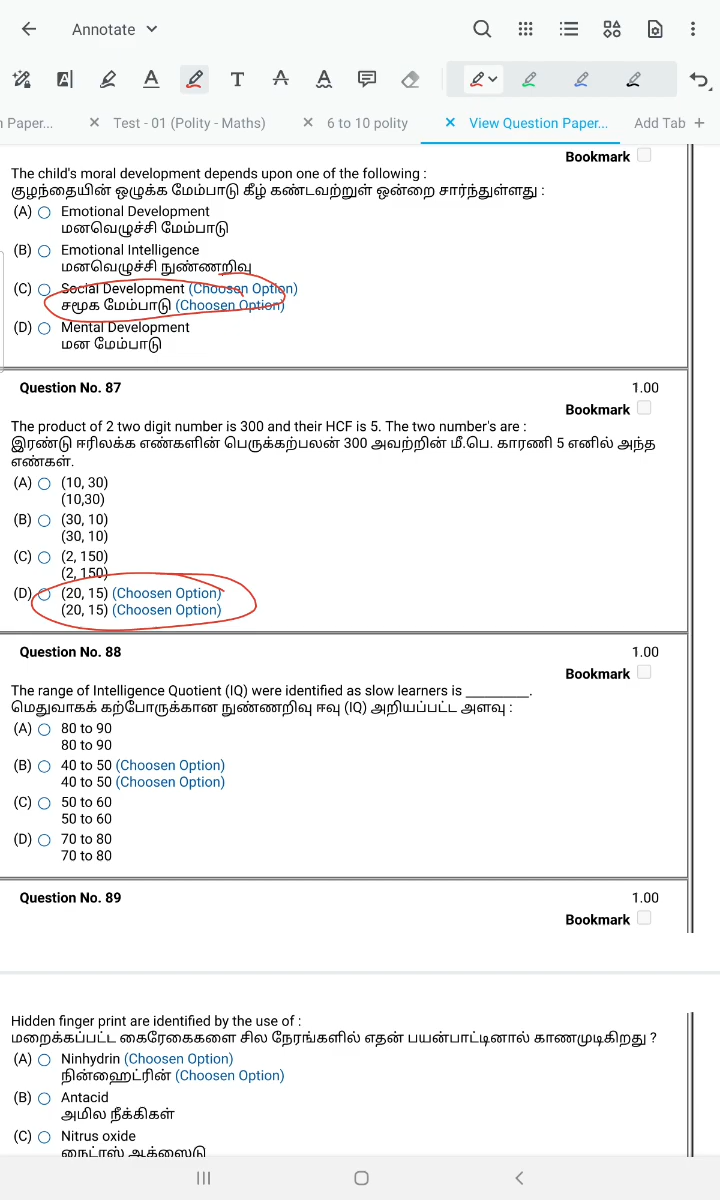 Annotate
n Paper...
Test - 01 (Polity - Maths)
6 to 10 polity
View Question Paper...
Add Tab +
Bookmark
The child's moral development depends upon one of the following :
குழந்தையின் ஒழுக்க மேம்பாடு கீழ் கண்டவற்றுள் ஒன்றை சார்ந்துள்ளது :
(A) Emotional Development
மனவெழுச்சி மேம்பாடு
(B) Emotional Intelligence
மனவெழுச்சி நுண்ணறிவு
(C) Social Development (Choosen Option)
சமூக மேம்பாடு (Choosen Option)
(D) Mental Development
மன மேம்பாடு
Question No. 87 1.00
Bookmark
The product of 2 two digit number is 300 and their HCF is 5. The two number's are :
இரண்டு ஈரிலக்க எண்களின் பெருக்கற்பலன் 300 அவற்றின் மீ.பெ. காரணி 5 எனில் அந்த
எண்கள்.
(A) (10, 30)
(10,30)
(B) (30, 10)
(30, 10)
(C) (2, 150)
(2, 150)
(D) (20, 15) (Choosen Option)
(20, 15) (Choosen Option)
Question No. 88 1.00
Bookmark
The range of Intelligence Quotient (IQ) were identified as slow learners is __________.
மெதுவாகக் கற்போருக்கான நுண்ணறிவு ஈவு (IQ) அறியப்பட்ட அளவு :
(A) 80 to 90
80 to 90
(B) 40 to 50 (Choosen Option)
40 to 50 (Choosen Option)
(C) 50 to 60
50 to 60
(D) 70 to 80
70 to 80
Question No. 89 1.00
Bookmark
Hidden finger print are identified by the use of :
மறைக்கப்பட்ட கைரேகைகளை சில நேரங்களில் எதன் பயன்பாட்டினால் காணமுடிகிறது ?
(A) Ninhydrin (Choosen Option)
நின்ஹைட்ரின் (Choosen Option)
(B) Antacid
அமில நீக்கிகள்
(C) Nitrus oxide
நைட்ரஸ் ஆக்ஸைடு